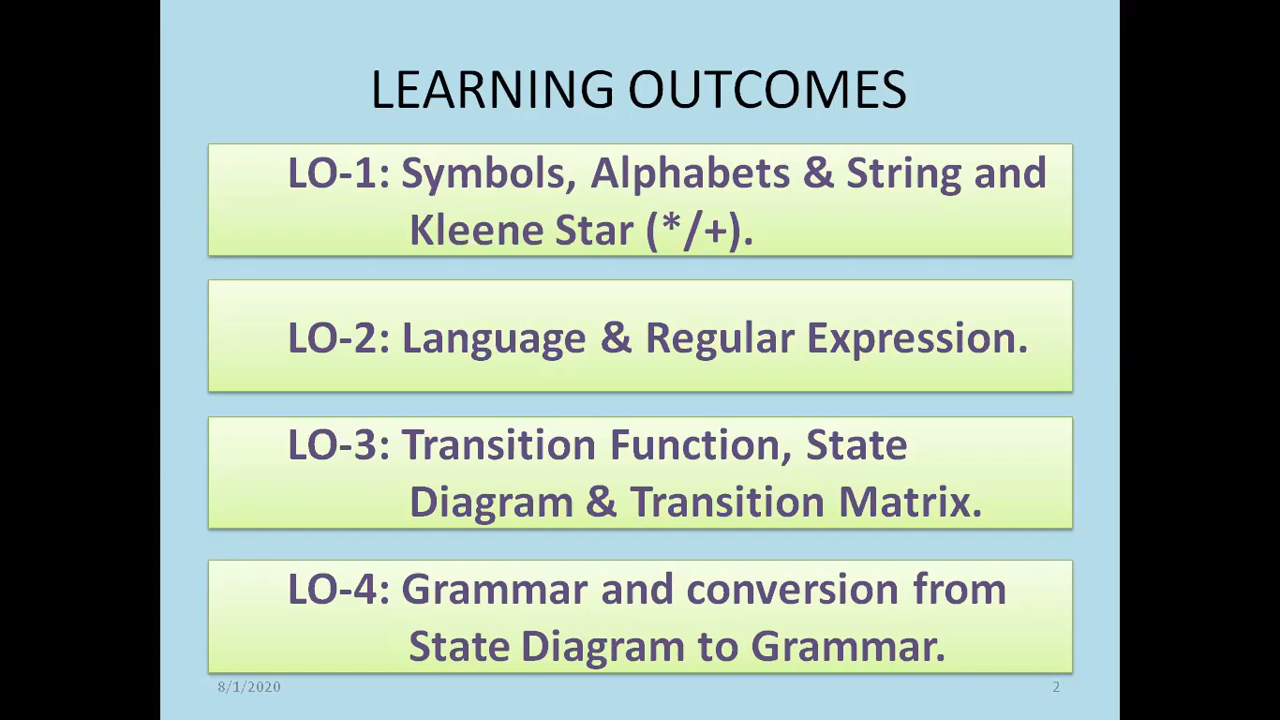 LEARNING OUTCOMES
LO-1: Symbols, Alphabets & String and
Kleene Star (*/+).
LO-2: Language & Regular Expression.
LO-3: Transition Function, State
Diagram & Transition Matrix.
LO-4: Grammar and conversion from
State Diagram to Grammar.
8/1/2020
2